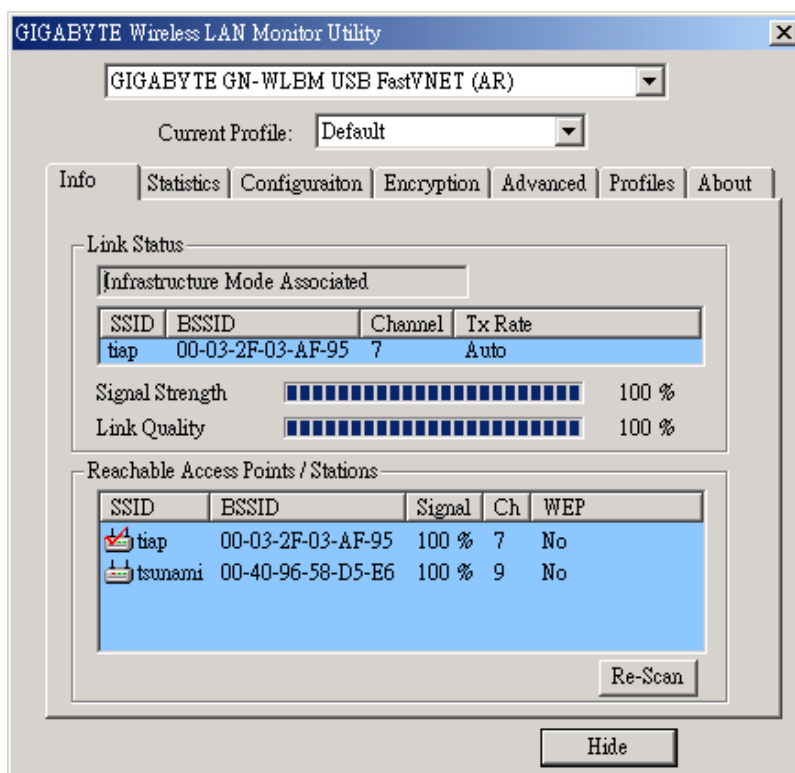 GIGABYTE Wireless LAN Monitor Utility
GIGABYTE GN-WLBM USB FastVNET (AR)
Current Profile: Default
Info Statistics Configuraiton Encryption Advanced Profiles About
Link Status
Infrastructure Mode Associated
SSID BSSID Channel Tx Rate
tiap 00-03-2F-03-AF-95 7 Auto
Signal Strength 100 %
Link Quality 100 %
Reachable Access Points / Stations
SSID BSSID Signal Ch WEP
tiap 00-03-2F-03-AF-95 100 % 7 No
tsunami 00-40-96-58-D5-E6 100 % 9 No
Re-Scan
Hide